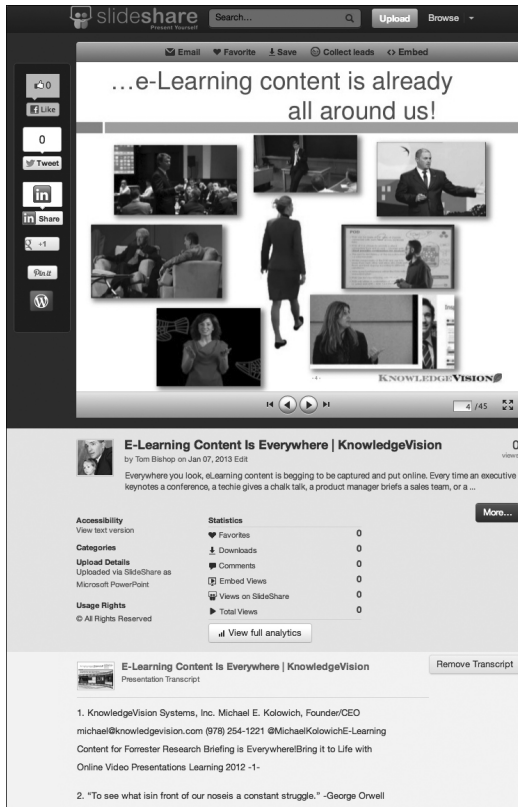 slideshare
Present Yourself
Search...
Upload
Browse
Email Favorite Save Collect leads Embed
...e-Learning content is already
all around us!
0
Like
0
Tweet
in
in Share
+1
Pin it
-4-
KNOWLEDGEVISION
4 /45
E-Learning Content Is Everywhere | KnowledgeVision
by Tom Bishop on Jan 07, 2013 Edit
0
views
Everywhere you look, eLearning content is begging to be captured and put online. Every time an executive
keynotes a conference, a techie gives a chalk talk, a product manager briefs a sales team, or a ...
More...
Accessibility
View text version
Categories
Upload Details
Uploaded via SlideShare as
Microsoft PowerPoint
Usage Rights
© All Rights Reserved
Statistics
Favorites 0
Downloads 0
Comments 0
Embed Views 0
Views on SlideShare 0
Total Views 0
View full analytics
E-Learning Content Is Everywhere | KnowledgeVision
Presentation Transcript
Remove Transcript
1. KnowledgeVision Systems, Inc. Michael E. Kolowich, Founder/CEO
michael@knowledgevision.com (978) 254-1221 @MichaelKolowichE-Learning
Content for Forrester Research Briefing is Everywhere!Bring it to Life with
Online Video Presentations Learning 2012 -1-
2. “To see what isin front of our noseis a constant struggle.” -George Orwell